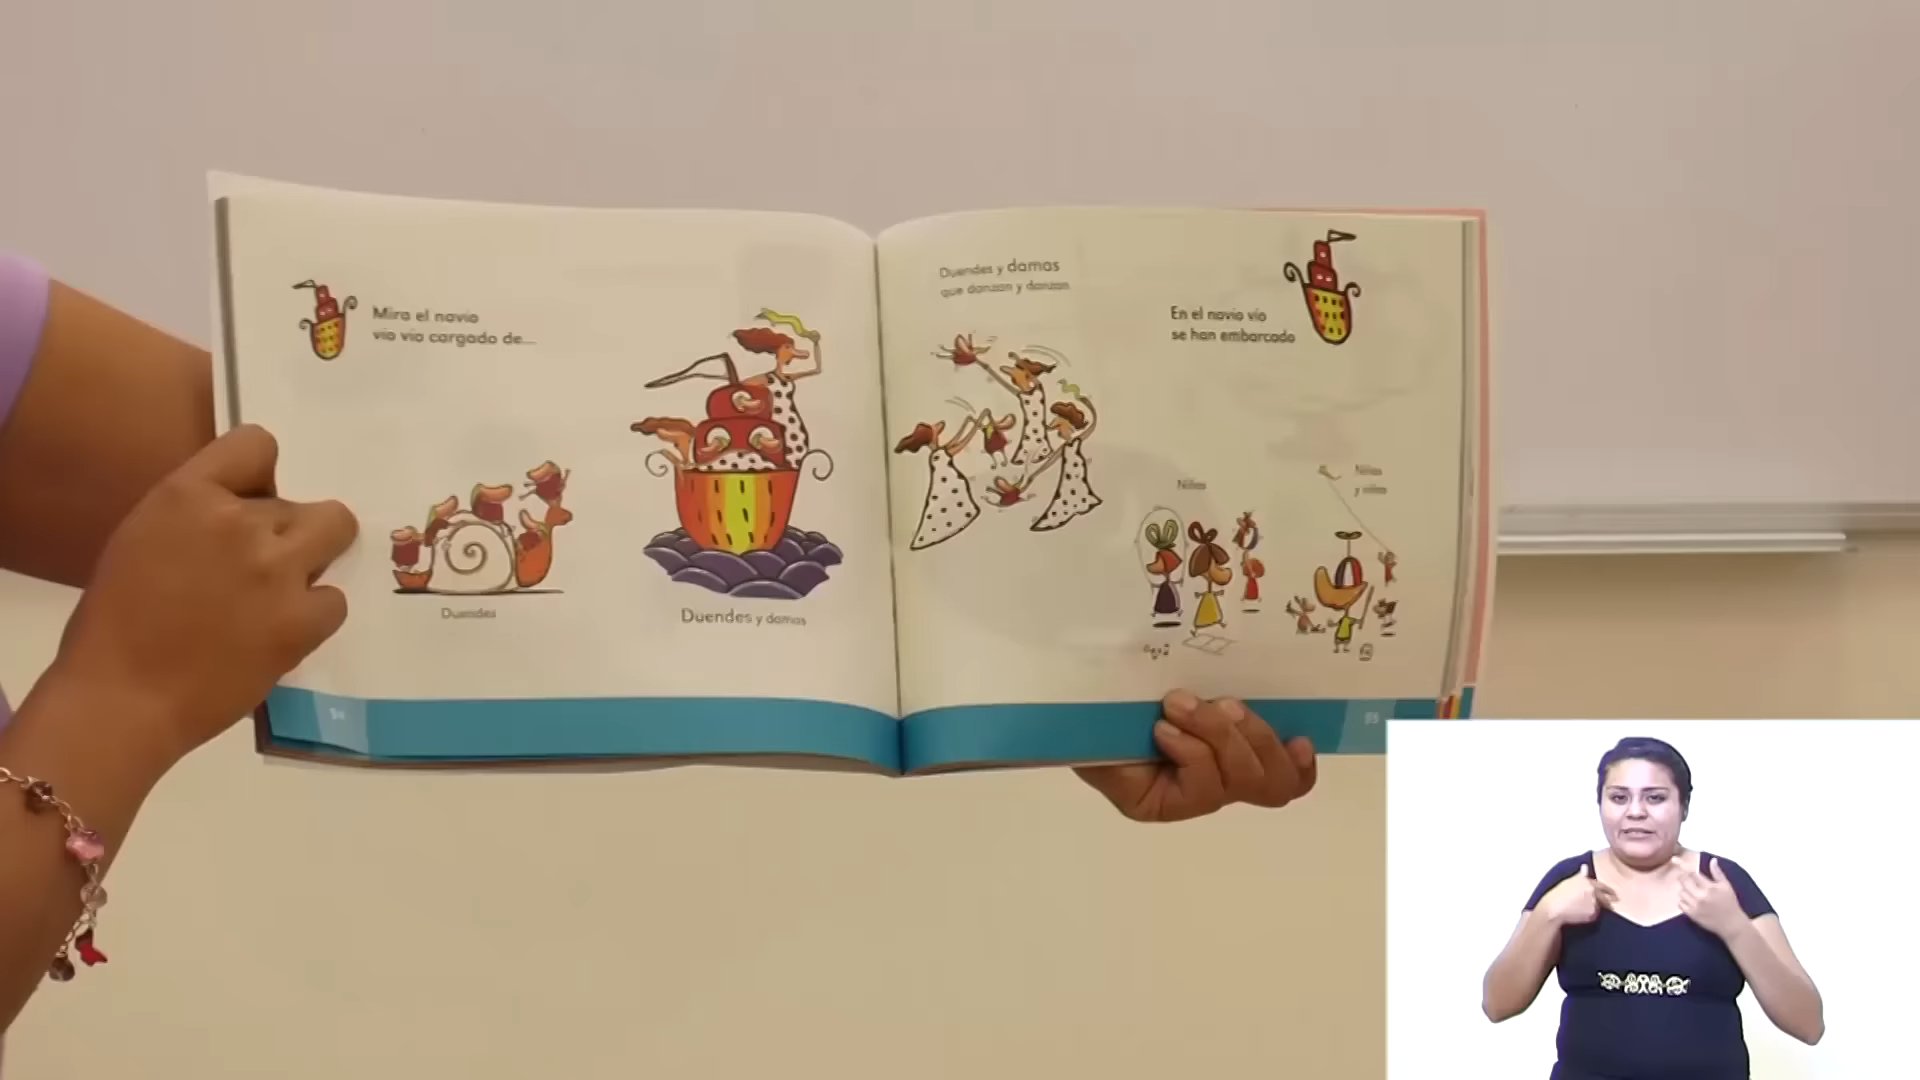 Mira el navío
vío vío cargado de...
Duendes
Duendes y damas
Duendes y damas
que danzan y danzan
En el navío vío
se han embarcado
Niñas
Niñas
y niños